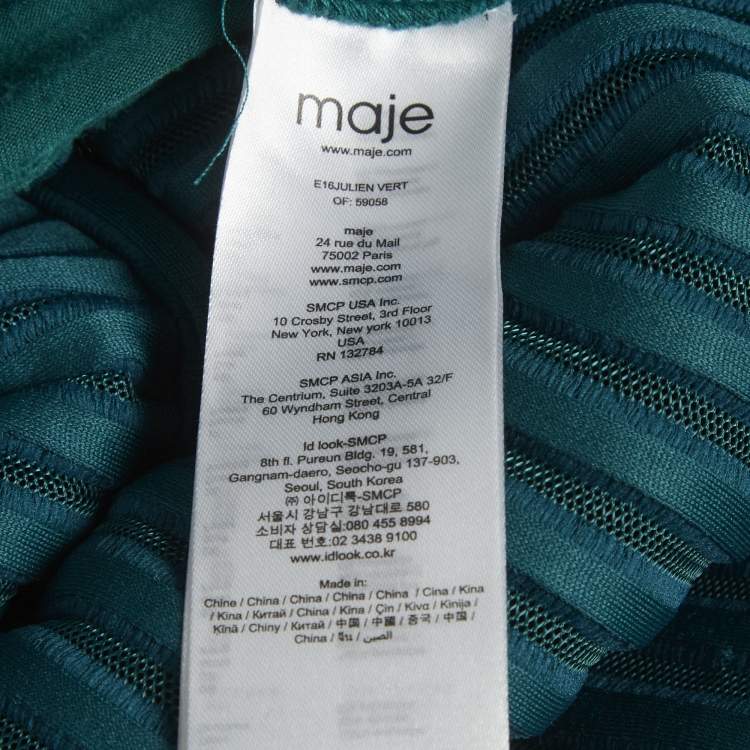 maje
www.maje.com
E16JULIEN VERT
OF: 59058
maje
24 rue du Mail
75002 Paris
www.maje.com
www.smcp.com
SMCP USA Inc.
10 Crosby Street, 3rd Floor
New York, New york 10013
USA
RN 132784
SMCP ASIA Inc.
The Centrium, Suite 3203A-5A 32/F
60 Wyndham Street, Central
Hong Kong
Id look-SMCP
8th fl. Pureun Bldg. 19, 581,
Gangnam-daero, Seocho-gu 137-903,
Seoul, South Korea
㈜ 아이디룩-SMCP
서울시 강남구 강남대로 580
소비자 상담실:080 455 8994
대표 번호:02 3438 9100
www.idlook.co.kr
Made in:
Chine / China / China / China / China / Cina / Kina
/ Kina / Китай / China / Kína / Çin / Kiva / Kinija /
Ķīnā / Chiny / Китай / 中国 / 中國 / 중국 / 中国 /
China / จีน / الصين